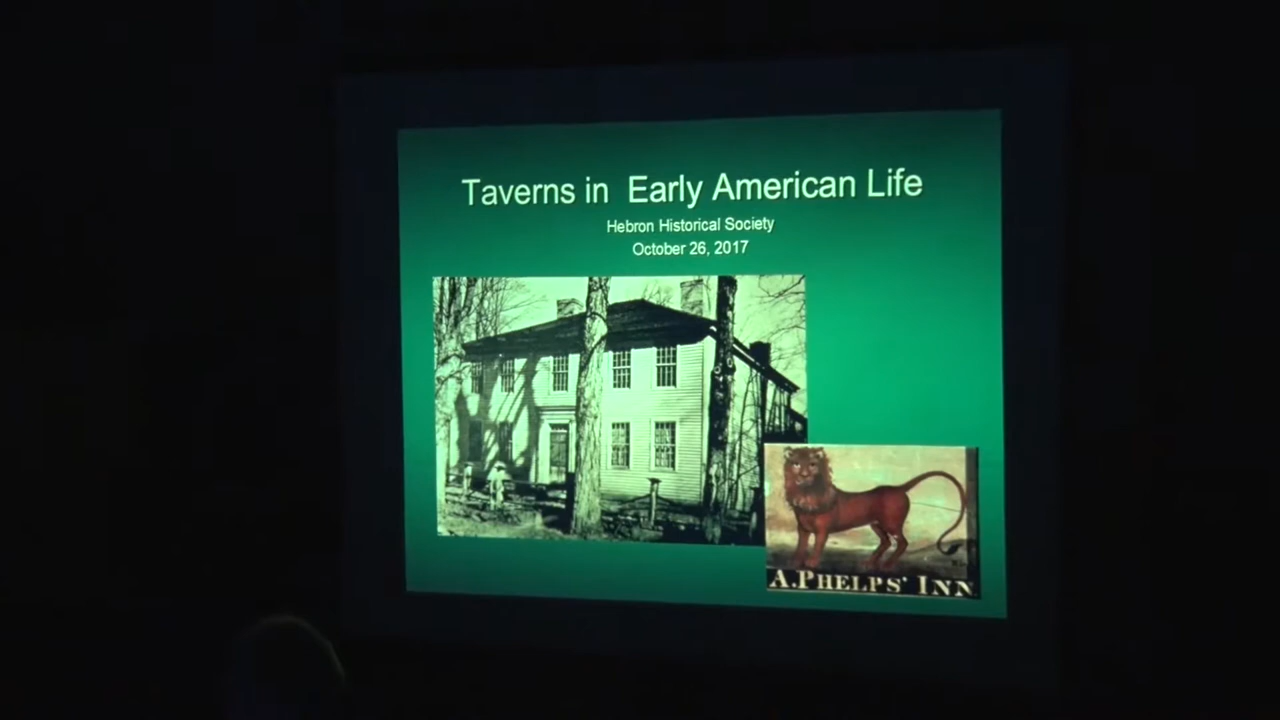 Taverns in Early American Life
Hebron Historical Society
October 26, 2017
A. PHELPS' INN